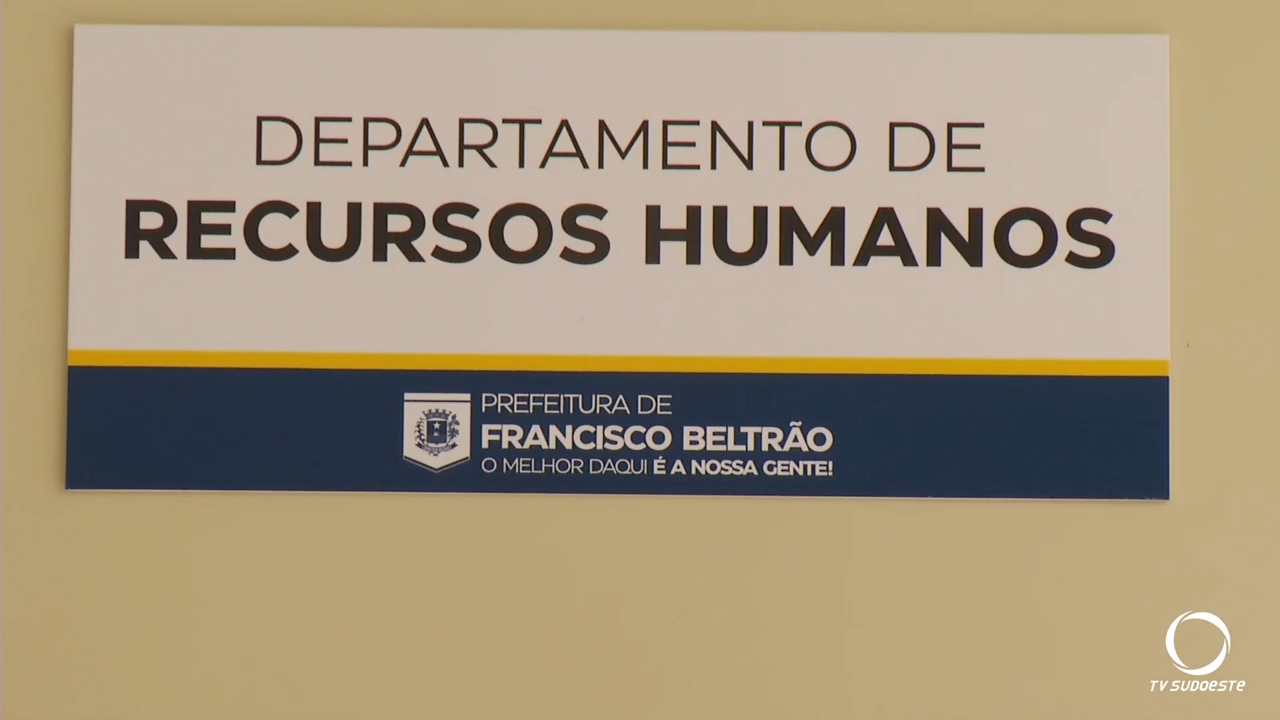 DEPARTAMENTO DE
RECURSOS HUMANOS
PREFEITURA DE
FRANCISCO BELTRÃO
O MELHOR DAQUI É A NOSSA GENTE!
TV SUDOESTE